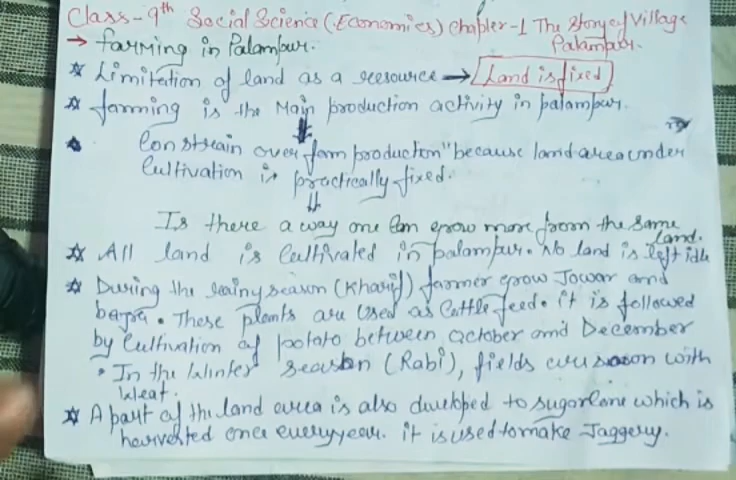 Class-9th Social Science (Economics) Chapter-1 The Story of Village
Palampur.
→ farming in Palampur.
☆ Limitation of land as a resource → Land is fixed
☆ farming is the Main production activity in palampur.
Constrain over fam production" because land area under
Cultivation is practically fixed.
Is there a way one Can grow more from the same
Land.
☆ All land is Cultivated in palampur. No land is left idle
☆ During the rainy season (Kharif) farmer grow Jowar and
bajra. These plants are used as Cattle feed. it is followed
by Cultivation of potato between October and December
• In the Winter season (Rabi), fields are sown with
Weat.
☆ A part of the land area is also devloped to sugarcane which is
harvested once every year. it is used to make Jaggery.